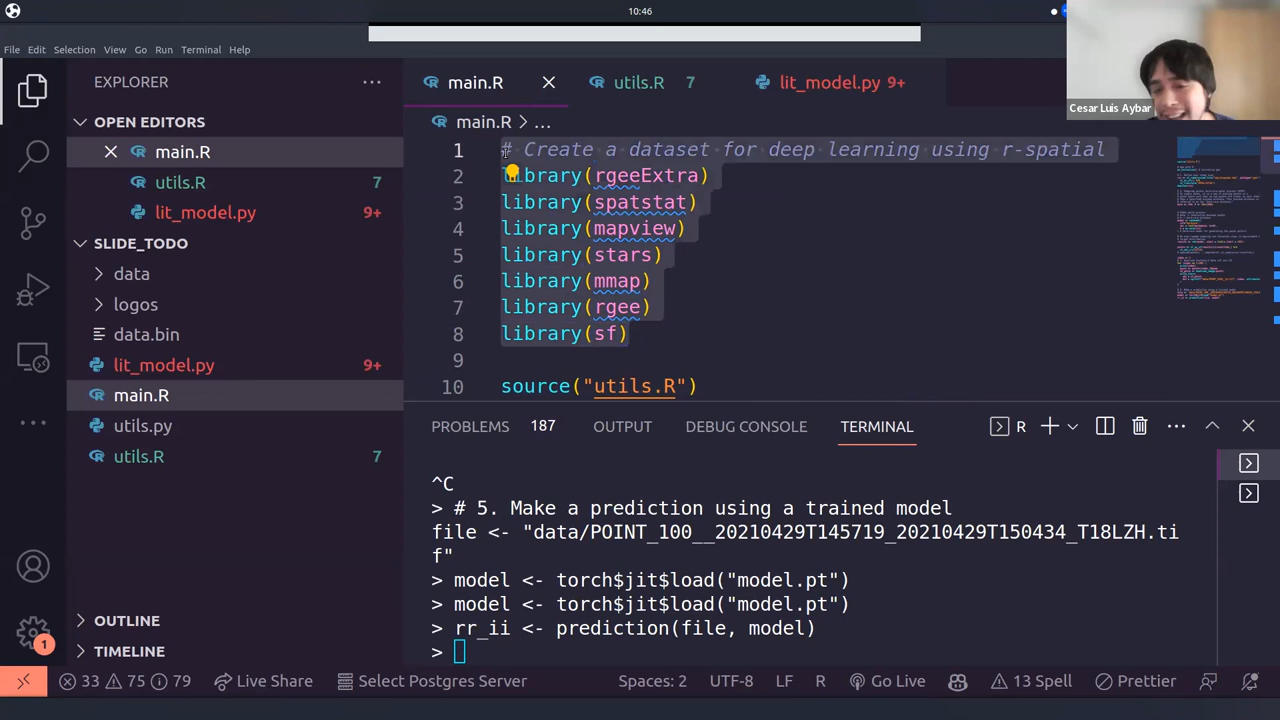 10:46
File Edit Selection View Go Run Terminal Help
Cesar Luis Aybar
EXPLORER
OPEN EDITORS
main.R
utils.R 7
lit_model.py 9+
SLIDE_TODO
data
logos
data.bin
lit_model.py 9+
main.R
utils.py
utils.R 7
OUTLINE
TIMELINE
1
main.R utils.R 7 lit_model.py 9+
main.R > ...
1 # Create a dataset for deep learning using r-spatial
2 library(rgeeExtra)
3 library(spatstat)
4 library(mapview)
5 library(stars)
6 library(mmap)
7 library(rgee)
8 library(sf)
9
10 source("utils.R")
PROBLEMS 187 OUTPUT DEBUG CONSOLE TERMINAL R
^C
> # 5. Make a prediction using a trained model
file <- "data/POINT_100__20210429T145719_20210429T150434_T18LZH.ti
f"
> model <- torch$jit$load("model.pt")
> model <- torch$jit$load("model.pt")
> rr_ii <- prediction(file, model)
>
33 75 79 Live Share Select Postgres Server Spaces: 2 UTF-8 LF R Go Live 13 Spell Prettier